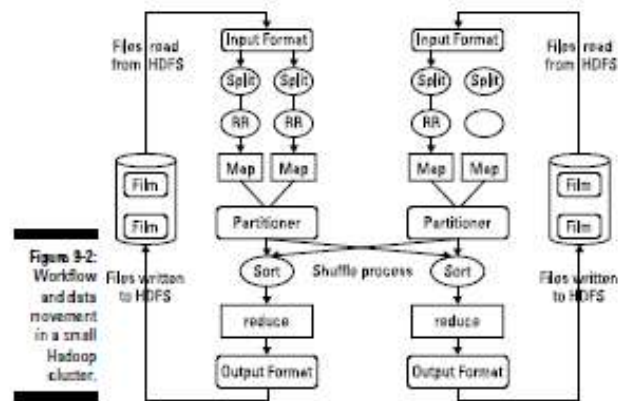 Files read
from HDFS
Input Format
Input Format
Files read
from HDFS
Split
Split
Split
Split
RR
RR
RR
Map
Map
Map
Map
Film
Film
Film
Film
Partitioner
Partitioner
Figure 9-2:
Workflow
and data
movement
in a small
Hadoop
cluster.
Files written
to HDFS
Sort
Shuffle process
Sort
Files written
to HDFS
reduce
reduce
Output Format
Output Format